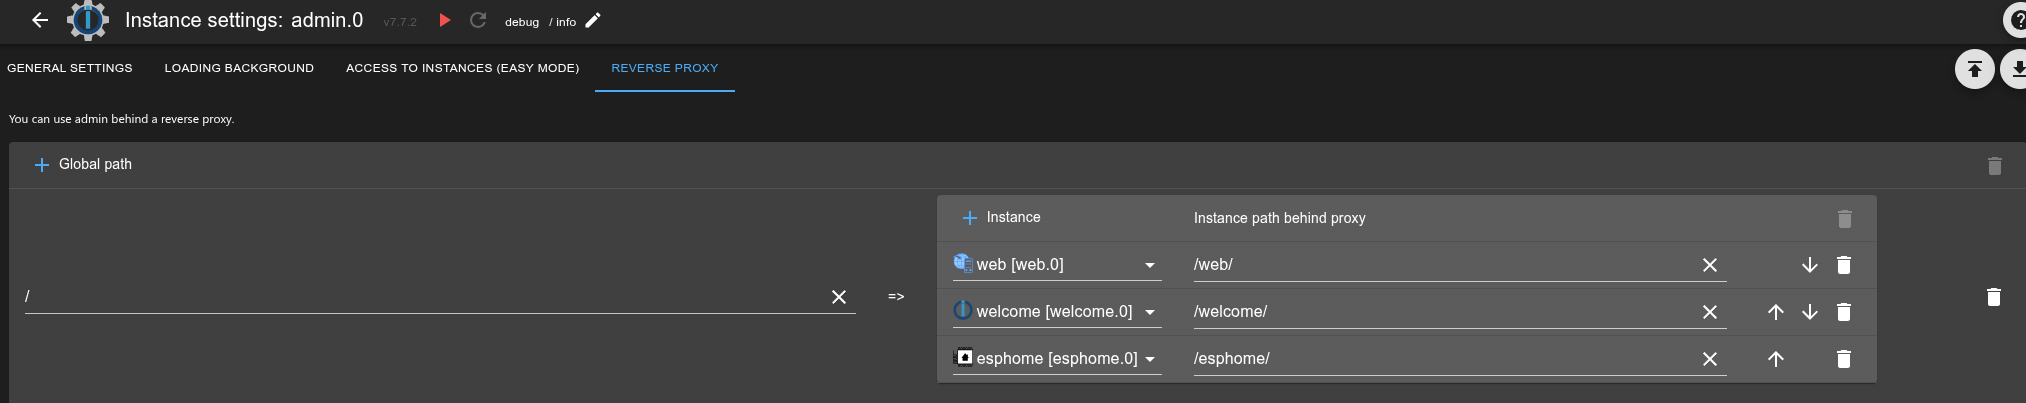 Instance settings: admin.0 v7.7.2 debug / info
?
GENERAL SETTINGS LOADING BACKGROUND ACCESS TO INSTANCES (EASY MODE) REVERSE PROXY
You can use admin behind a reverse proxy.
+ Global path
+ Instance Instance path behind proxy
web [web.0] /web/
/ =>
welcome [welcome.0] /welcome/
esphome [esphome.0] /esphome/